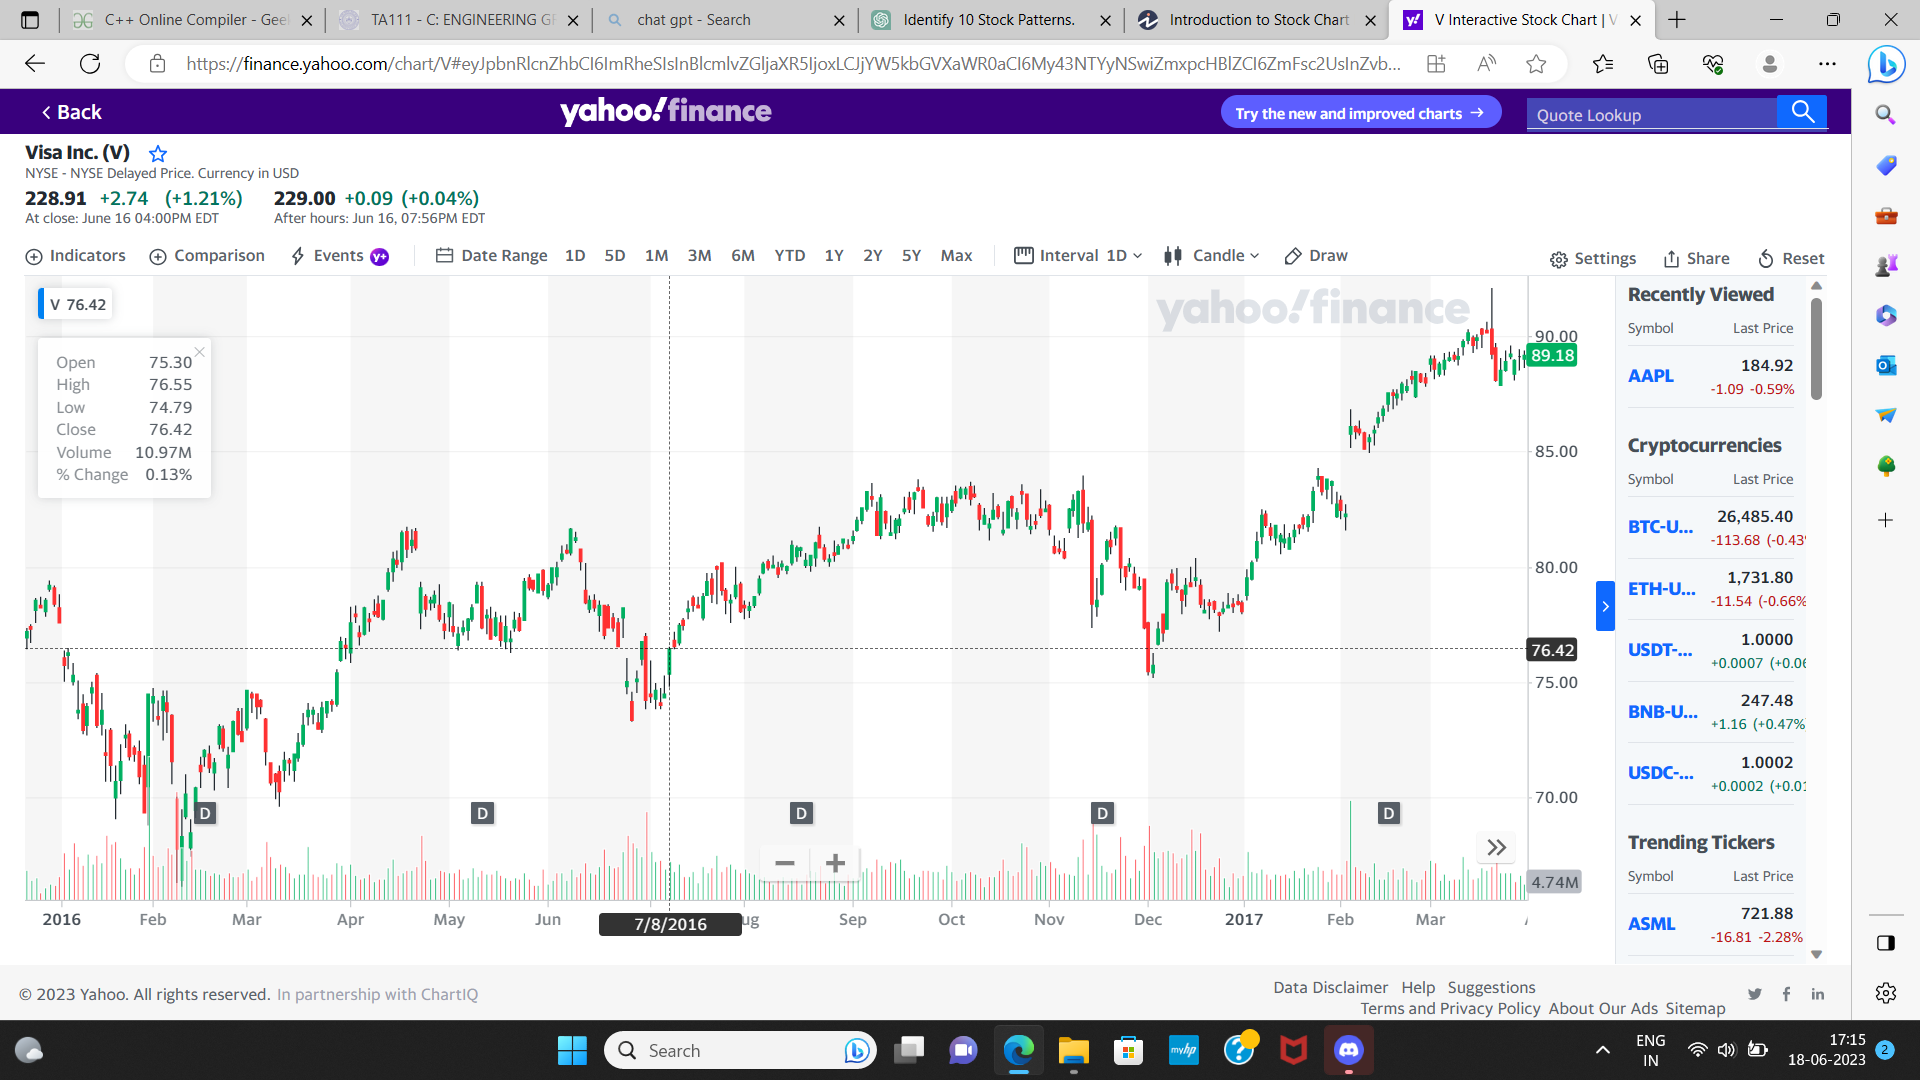 C++ Online Compiler - Gee
TA111 - C: ENGINEERING GR
chat gpt - Search
Identify 10 Stock Patterns.
Introduction to Stock Chart
V Interactive Stock Chart | V
https://finance.yahoo.com/chart/V#eyJpbnRlcnZhbCI6ImRheSIsInBlcmlvZGljaXR5IjoxLCJjYW5kbGVXaWR0aCI6My43NTYyNSwiZmxpcHBlZCI6ZmFsc2UsInZvb...
Back
yahoo!finance
Try the new and improved charts
Quote Lookup
Visa Inc. (V)
NYSE - NYSE Delayed Price. Currency in USD
228.91 +2.74 (+1.21%) 229.00 +0.09 (+0.04%)
At close: June 16 04:00PM EDT After hours: Jun 16, 07:56PM EDT
Indicators Comparison Events y+ Date Range 1D 5D 1M 3M 6M YTD 1Y 2Y 5Y Max Interval 1D Candle Draw Settings Share Reset
V 76.42
yahoo!finance
Open 75.30
High 76.55
Low 74.79
Close 76.42
Volume 10.97M
% Change 0.13%
90.00
89.18
85.00
80.00
76.42
75.00
70.00
4.74M
D D D D D
2016 Feb Mar Apr May Jun 7/8/2016 ug Sep Oct Nov Dec 2017 Feb Mar
Recently Viewed
Symbol Last Price
AAPL 184.92
-1.09 -0.59%
Cryptocurrencies
Symbol Last Price
BTC-U... 26,485.40
-113.68 (-0.43
ETH-U... 1,731.80
-11.54 (-0.66%
USDT-... 1.0000
+0.0007 (+0.06
BNB-U... 247.48
+1.16 (+0.47%
USDC-... 1.0002
+0.0002 (+0.01
Trending Tickers
Symbol Last Price
ASML 721.88
-16.81 -2.28%
© 2023 Yahoo. All rights reserved. In partnership with ChartIQ
Data Disclaimer Help Suggestions
Terms and Privacy Policy About Our Ads Sitemap
Search
myhp
ENG
IN
17:15
18-06-2023
2